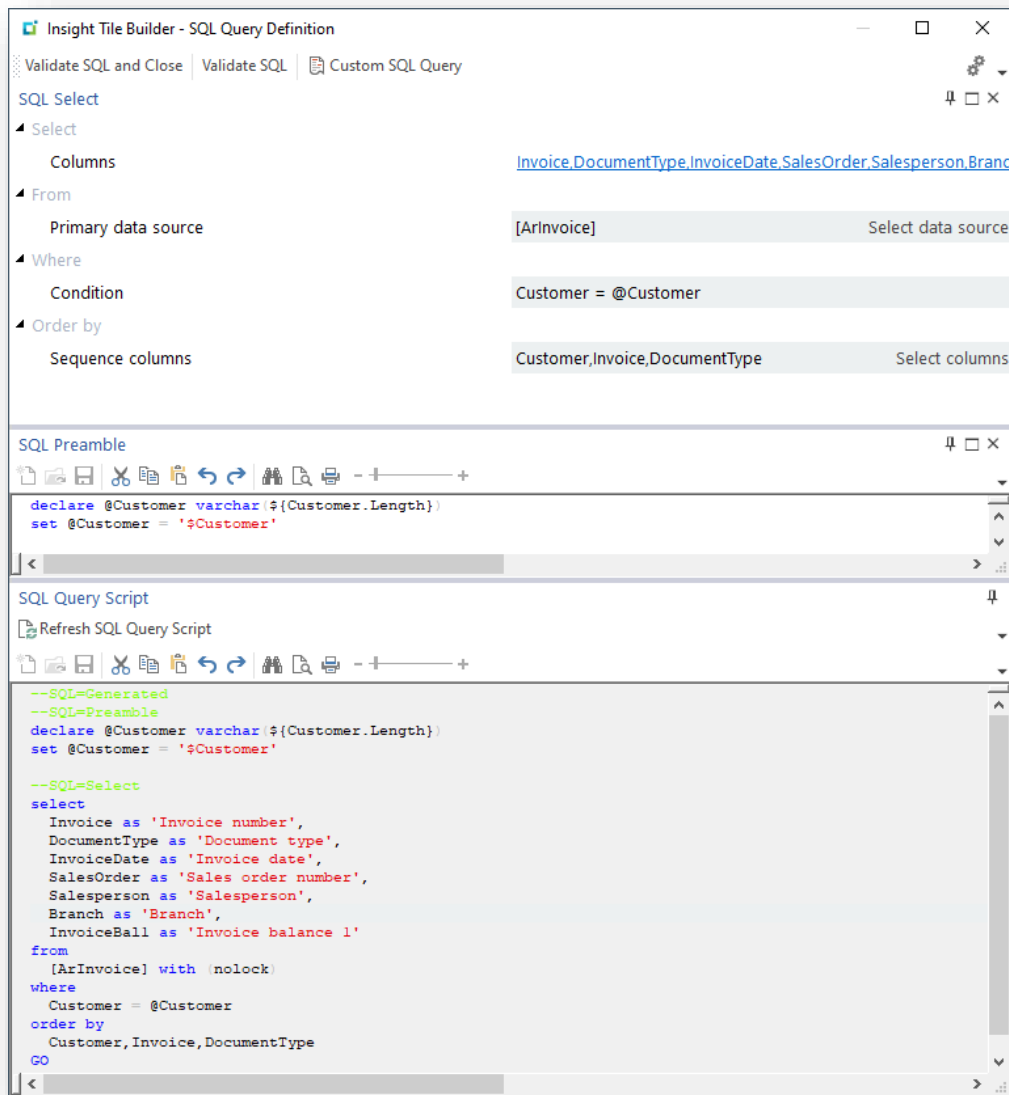 Insight Tile Builder - SQL Query Definition
Validate SQL and Close Validate SQL Custom SQL Query
SQL Select
Select
Columns Invoice,DocumentType,InvoiceDate,SalesOrder,Salesperson,Branc
From
Primary data source [ArInvoice] Select data source
Where
Condition Customer = @Customer
Order by
Sequence columns Customer,Invoice,DocumentType Select columns
SQL Preamble
declare @Customer varchar(${Customer.Length})
set @Customer = '$Customer'
SQL Query Script
Refresh SQL Query Script
--SQL=Generated
--SQL=Preamble
declare @Customer varchar(${Customer.Length})
set @Customer = '$Customer'
--SQL=Select
select
Invoice as 'Invoice number',
DocumentType as 'Document type',
InvoiceDate as 'Invoice date',
SalesOrder as 'Sales order number',
Salesperson as 'Salesperson',
Branch as 'Branch',
InvoiceBal1 as 'Invoice balance 1'
from
[ArInvoice] with (nolock)
where
Customer = @Customer
order by
Customer,Invoice,DocumentType
GO